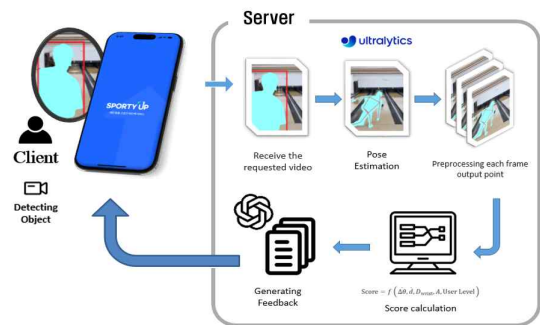 Server
ultralytics
SPORTY UP
Client
Detecting
Object
Receive the
requested video
Pose
Estimation
Preprocessing each frame
output point
Generating
Feedback
Score = f (Δθ, d, D_wrist, A, User Level)
Score calculation